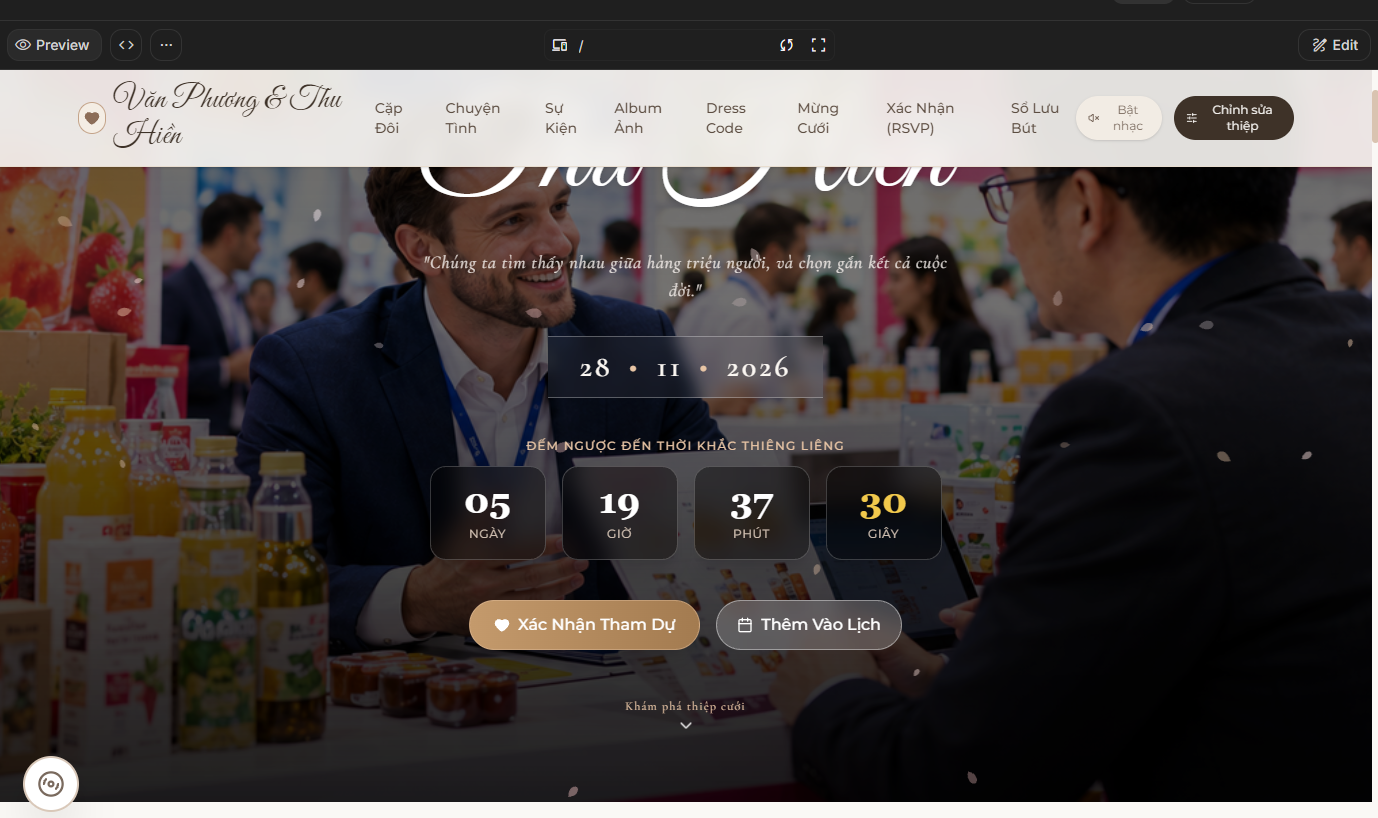 Preview
/
Edit
Văn Phương & Thu
Hiền
Cặp
Đôi
Chuyện
Tình
Sự
Kiện
Album
Ảnh
Dress
Code
Mừng
Cưới
Xác Nhận
(RSVP)
Sổ Lưu
Bút
Bật
nhạc
Chỉnh sửa
thiệp
"Chúng ta tìm thấy nhau giữa hàng triệu người, và chọn gắn kết cả cuộc
đời."
28 • 11 • 2026
ĐẾM NGƯỢC ĐẾN THỜI KHẮC THIÊNG LIÊNG
05
NGÀY
19
GIỜ
37
PHÚT
30
GIÂY
Xác Nhận Tham Dự
Thêm Vào Lịch
Khám phá thiệp cưới